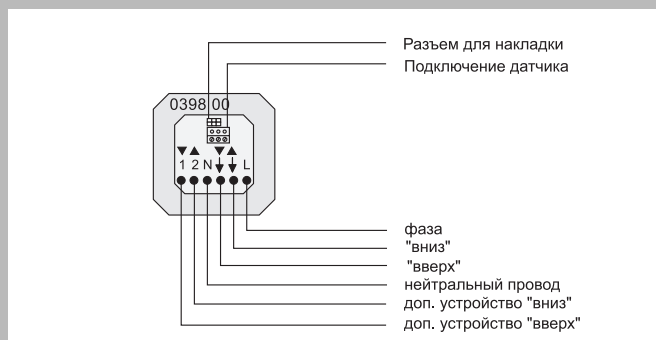 Разъем для накладки
Подключение датчика
0398 00
1 2 N L
фаза
"вниз"
"вверх"
нейтральный провод
доп. устройство "вниз"
доп. устройство "вверх"